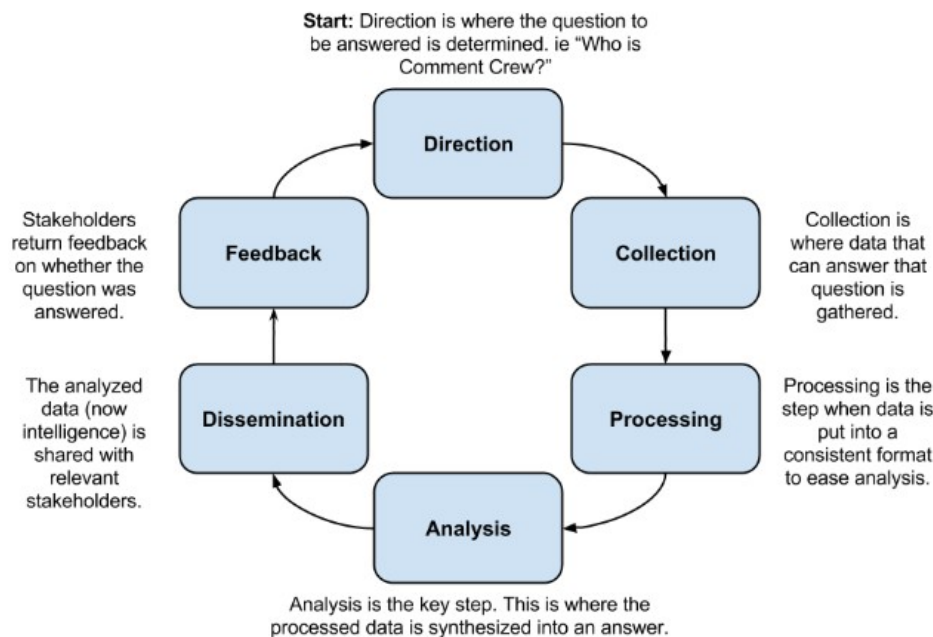 Start: Direction is where the question to
be answered is determined. ie “Who is
Comment Crew?”
Direction
Collection
Collection is
where data that
can answer that
question is
gathered.
Processing
Processing is the
step when data is
put into a
consistent format
to ease analysis.
Analysis
Analysis is the key step. This is where the
processed data is synthesized into an answer.
Dissemination
The analyzed
data (now
intelligence) is
shared with
relevant
stakeholders.
Feedback
Stakeholders
return feedback
on whether the
question was
answered.